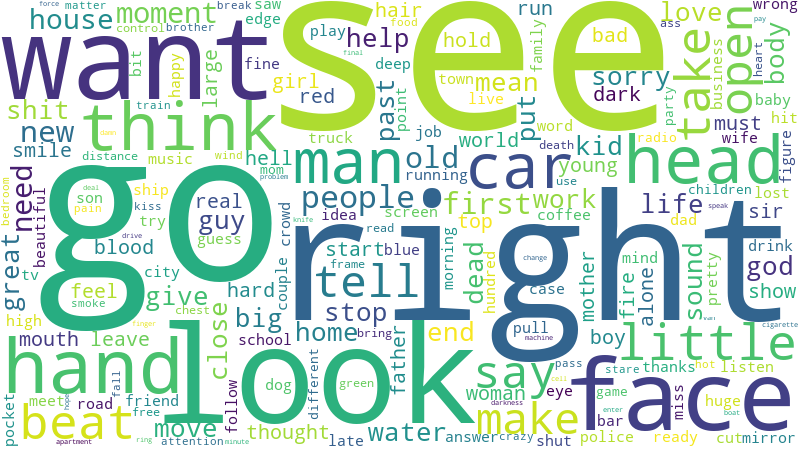 force matter break saw hair food play run love wrong
house moment control brother edge help hold bad ass pay
want see take open business heart body
bit happy large fine girl red deep town mean family sorry dark
shit past point live put party baby hit
new think truck job world word radio must wife
smile distance music wind hell man old running car death kid young head figure
train damn mom problem people first work use children lost
bedroom need beautiful deal son pain ship kiss try real guy guess go right idea screen read coffee top life dad speak sir
great blood drive couple crowd start blue morning knife mother mind alone pretty drink god
tv city feel smoke give chest hard frame tell dead hundred change case fire sound show
high mouth leave close big stop home bring father end pull machine boy little ever cigarette
hand finger school look different green say woman eye pass stare thanks hot listen
meet fall hope road friend free follow dog face call game miss huge boat
pocket beat move thought make darkness bar enter police ready cut mirror
apartment ring attention minute late water answer crazy shut